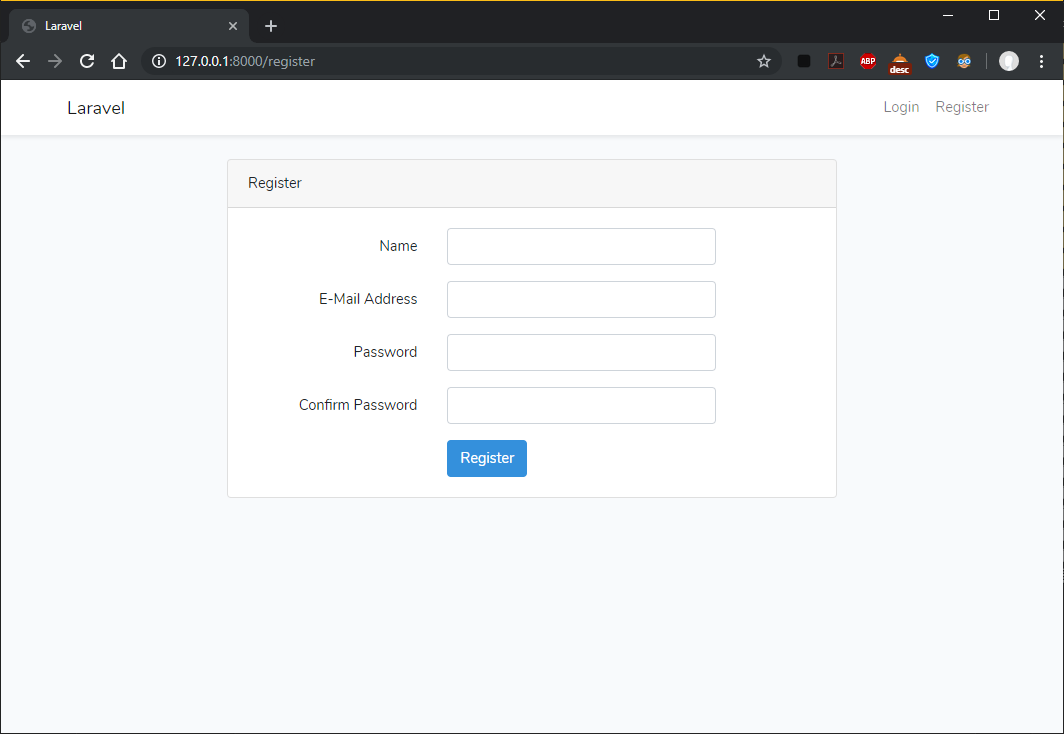 Laravel
127.0.0.1:8000/register
ABP
desc
Laravel
Login Register
Register
Name
E-Mail Address
Password
Confirm Password
Register